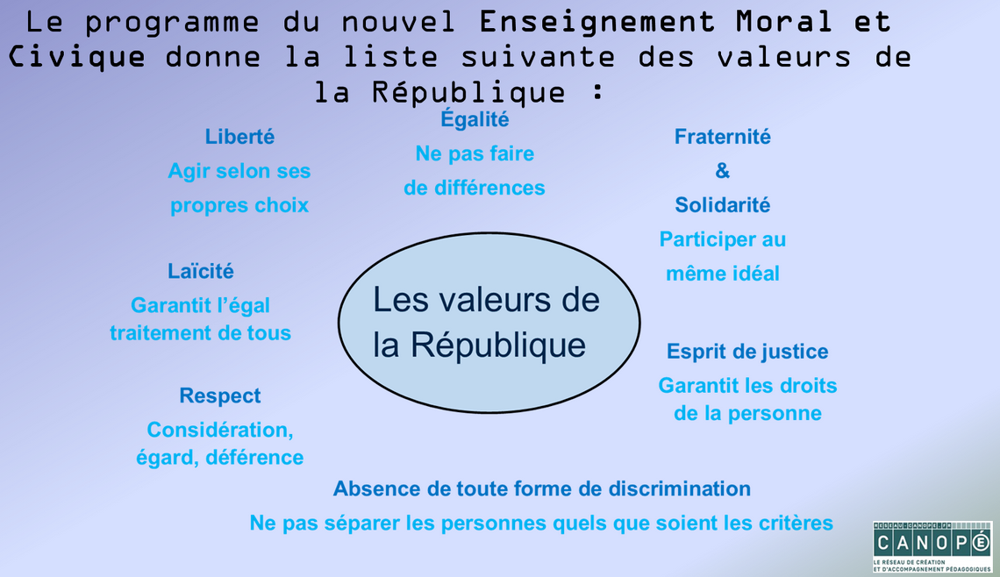 Le programme du nouvel Enseignement Moral et
Civique donne la liste suivante des valeurs de
la République :
Égalité
Ne pas faire
de différences
Liberté
Agir selon ses
propres choix
Fraternité
&
Solidarité
Participer au
même idéal
Laïcité
Garantit l’égal
traitement de tous
Les valeurs de
la République
Esprit de justice
Garantit les droits
de la personne
Respect
Considération,
égard, déférence
Absence de toute forme de discrimination
Ne pas séparer les personnes quels que soient les critères
RESEAU-CANOPE.FR
CANOPÉ
LE RÉSEAU DE CRÉATION
ET D'ACCOMPAGNEMENT PÉDAGOGIQUES